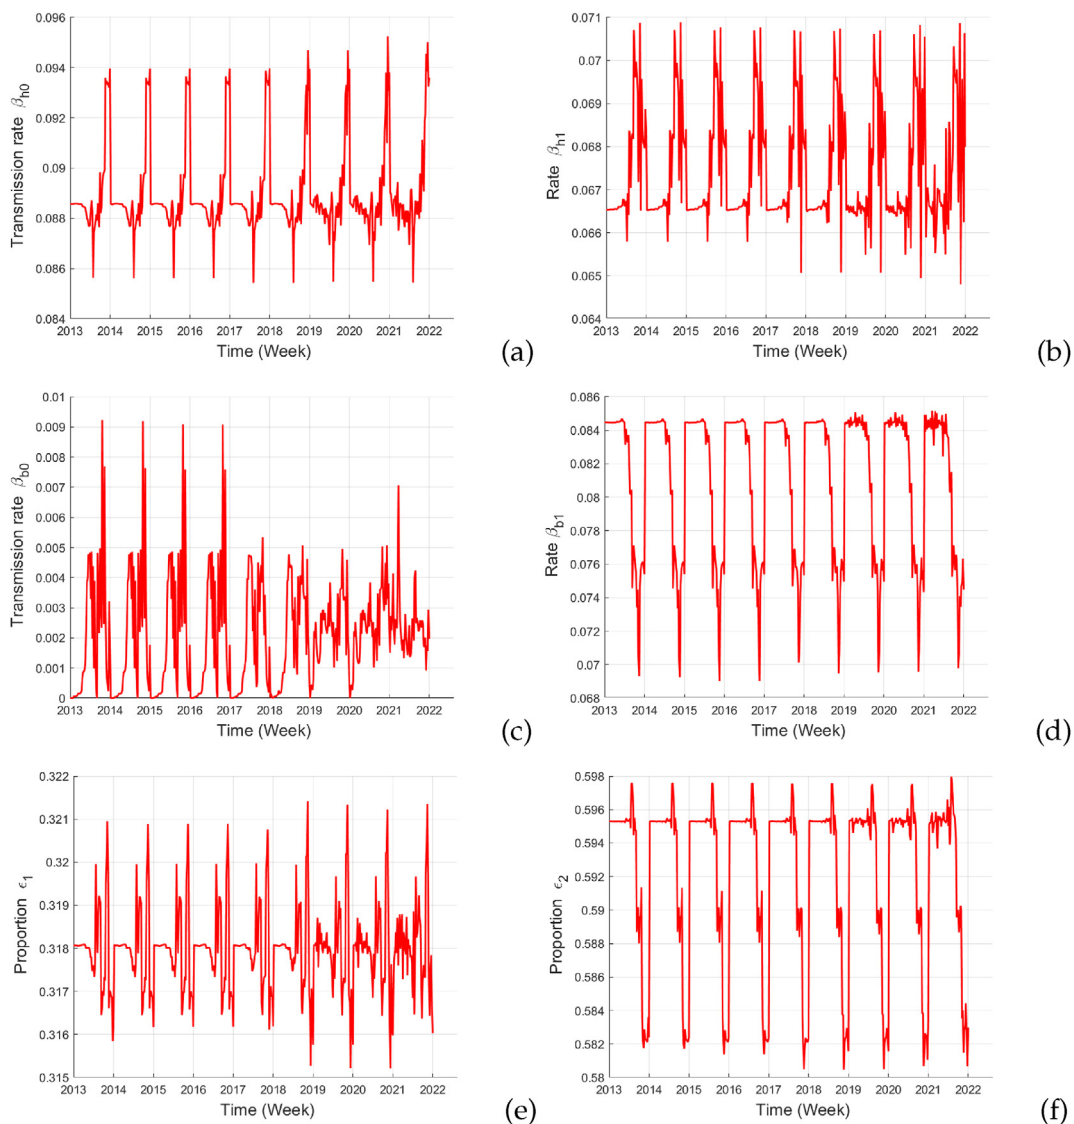 0.096
0.094
0.092
0.09
0.088
0.086
0.084
Transmission rate β_h0
2013 2014 2015 2016 2017 2018 2019 2020 2021 2022
Time (Week)
(a)
0.071
0.07
0.069
0.068
0.067
0.066
0.065
0.064
Rate β_h1
2013 2014 2015 2016 2017 2018 2019 2020 2021 2022
Time (Week)
(b)
0.01
0.009
0.008
0.007
0.006
0.005
0.004
0.003
0.002
0.001
0
Transmission rate β_b0
2013 2014 2015 2016 2017 2018 2019 2020 2021 2022
Time (Week)
(c)
0.086
0.084
0.082
0.08
0.078
0.076
0.074
0.072
0.07
0.068
Rate β_b1
2013 2014 2015 2016 2017 2018 2019 2020 2021 2022
Time (Week)
(d)
0.322
0.321
0.32
0.319
0.318
0.317
0.316
0.315
Proportion ϵ_1
2013 2014 2015 2016 2017 2018 2019 2020 2021 2022
Time (Week)
(e)
0.598
0.596
0.594
0.592
0.59
0.588
0.586
0.584
0.582
0.58
Proportion ϵ_2
2013 2014 2015 2016 2017 2018 2019 2020 2021 2022
Time (Week)
(f)